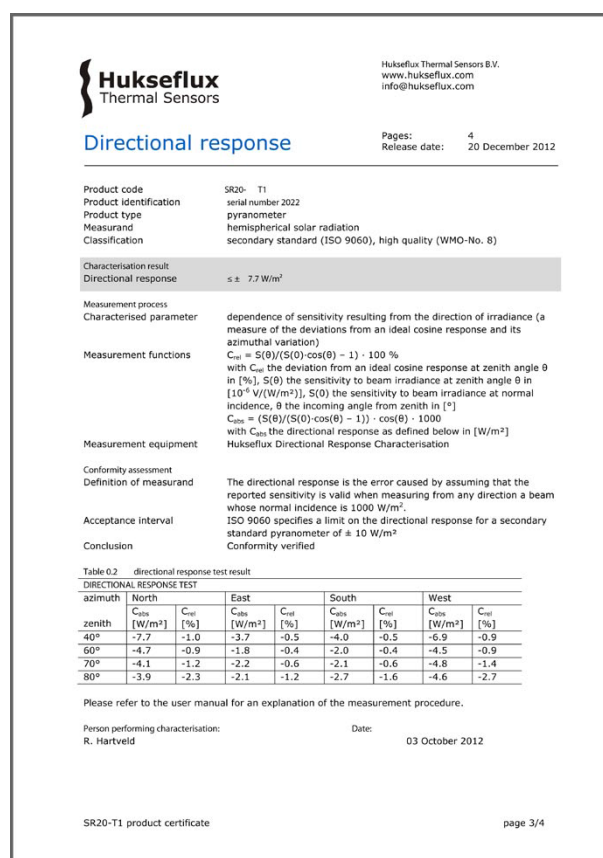 Hukseflux
Thermal Sensors
Hukseflux Thermal Sensors B.V.
www.hukseflux.com
info@hukseflux.com
Directional response
Pages: 4
Release date: 20 December 2012
Product code SR20- T1
Product identification serial number 2022
Product type pyranometer
Measurand hemispherical solar radiation
Classification secondary standard (ISO 9060), high quality (WMO-No. 8)
Characterisation result
Directional response ≤ ± 7.7 W/m²
Measurement process
Characterised parameter dependence of sensitivity resulting from the direction of irradiance (a
measure of the deviations from an ideal cosine response and its
azimuthal variation)
Measurement functions Crel = S(θ)/(S(0)·cos(θ) – 1) · 100 %
with Crel the deviation from an ideal cosine response at zenith angle θ
in [%], S(θ) the sensitivity to beam irradiance at zenith angle θ in
[10⁻⁶ V/(W/m²)], S(0) the sensitivity to beam irradiance at normal
incidence, θ the incoming angle from zenith in [°]
Cabs = (S(θ)/(S(0)·cos(θ) – 1)) · cos(θ) · 1000
with Cabs the directional response as defined below in [W/m²]
Measurement equipment Hukseflux Directional Response Characterisation
Conformity assessment
Definition of measurand The directional response is the error caused by assuming that the
reported sensitivity is valid when measuring from any direction a beam
whose normal incidence is 1000 W/m².
Acceptance interval ISO 9060 specifies a limit on the directional response for a secondary
standard pyranometer of ± 10 W/m²
Conclusion Conformity verified
Table 0.2 directional response test result
DIRECTIONAL RESPONSE TEST
azimuth North East South West
Cabs Crel Cabs Crel Cabs Crel Cabs Crel
zenith [W/m²] [%] [W/m²] [%] [W/m²] [%] [W/m²] [%]
40° -7.7 -1.0 -3.7 -0.5 -4.0 -0.5 -6.9 -0.9
60° -4.7 -0.9 -1.8 -0.4 -2.0 -0.4 -4.5 -0.9
70° -4.1 -1.2 -2.2 -0.6 -2.1 -0.6 -4.8 -1.4
80° -3.9 -2.3 -2.1 -1.2 -2.7 -1.6 -4.6 -2.7
Please refer to the user manual for an explanation of the measurement procedure.
Person performing characterisation: Date:
R. Hartveld 03 October 2012
SR20-T1 product certificate page 3/4